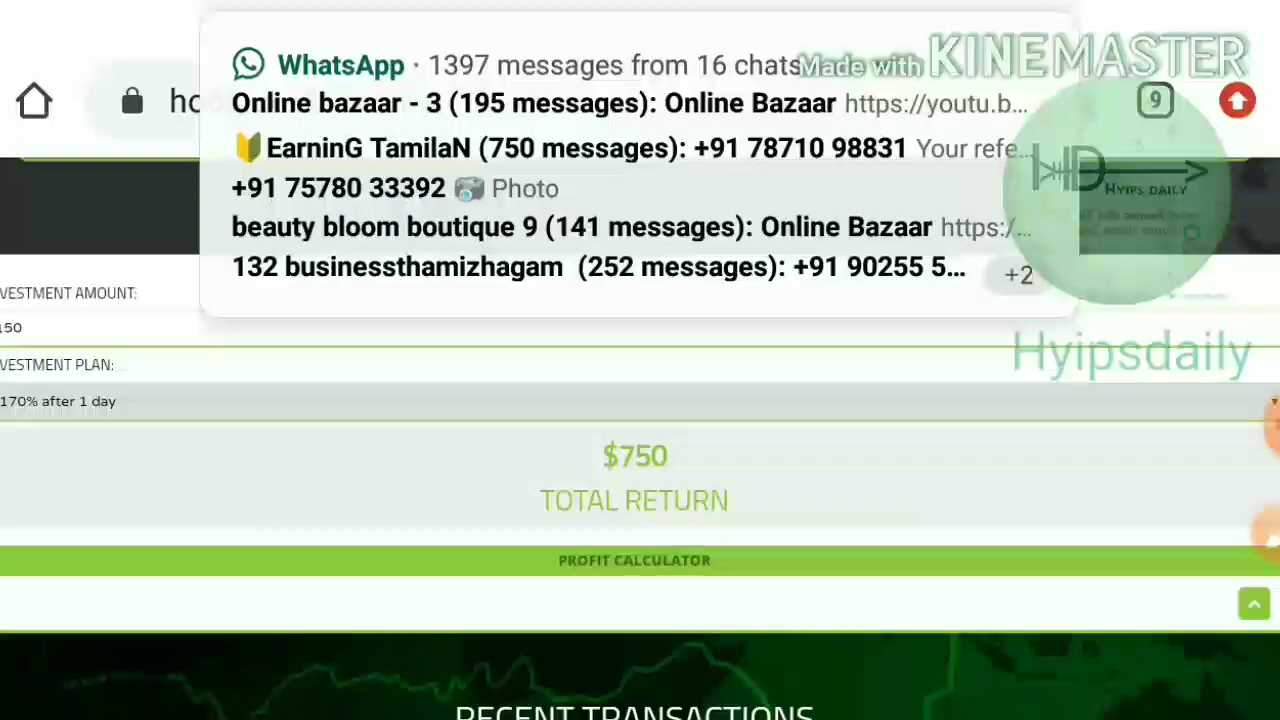 WhatsApp · 1397 messages from 16 chats
Made with KINEMASTER
Online bazaar - 3 (195 messages): Online Bazaar https://youtu.b...
9
EarninG TamilaN (750 messages): +91 78710 98831 Your refe...
+91 75780 33392 📷 Photo
HD
HYIPS DAILY
beauty bloom boutique 9 (141 messages): Online Bazaar https:/...
132 businessthamizhagam (252 messages): +91 90255 5...
+2
VESTMENT AMOUNT:
150
Hyipsdaily
VESTMENT PLAN:
170% after 1 day
$750
TOTAL RETURN
PROFIT CALCULATOR
RECENT TRANSACTIONS